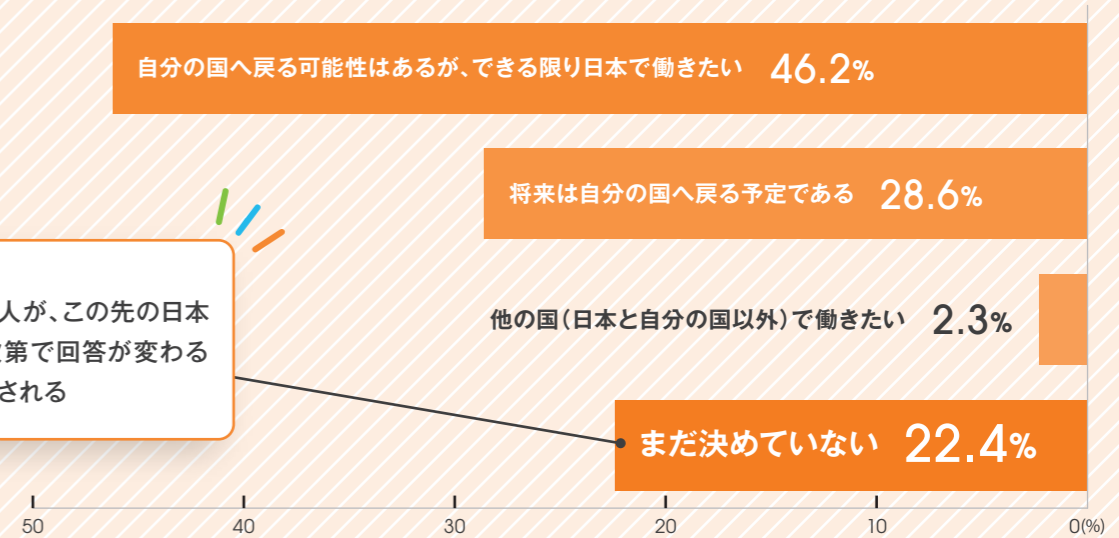 自分の国へ戻る可能性はあるが、できる限り日本で働きたい 46.2%
将来は自分の国へ戻る予定である 28.6%
人が、この先の日本
第で回答が変わる
される
他の国(日本と自分の国以外)で働きたい 2.3%
まだ決めていない 22.4%
50 40 30 20 10 0(%)